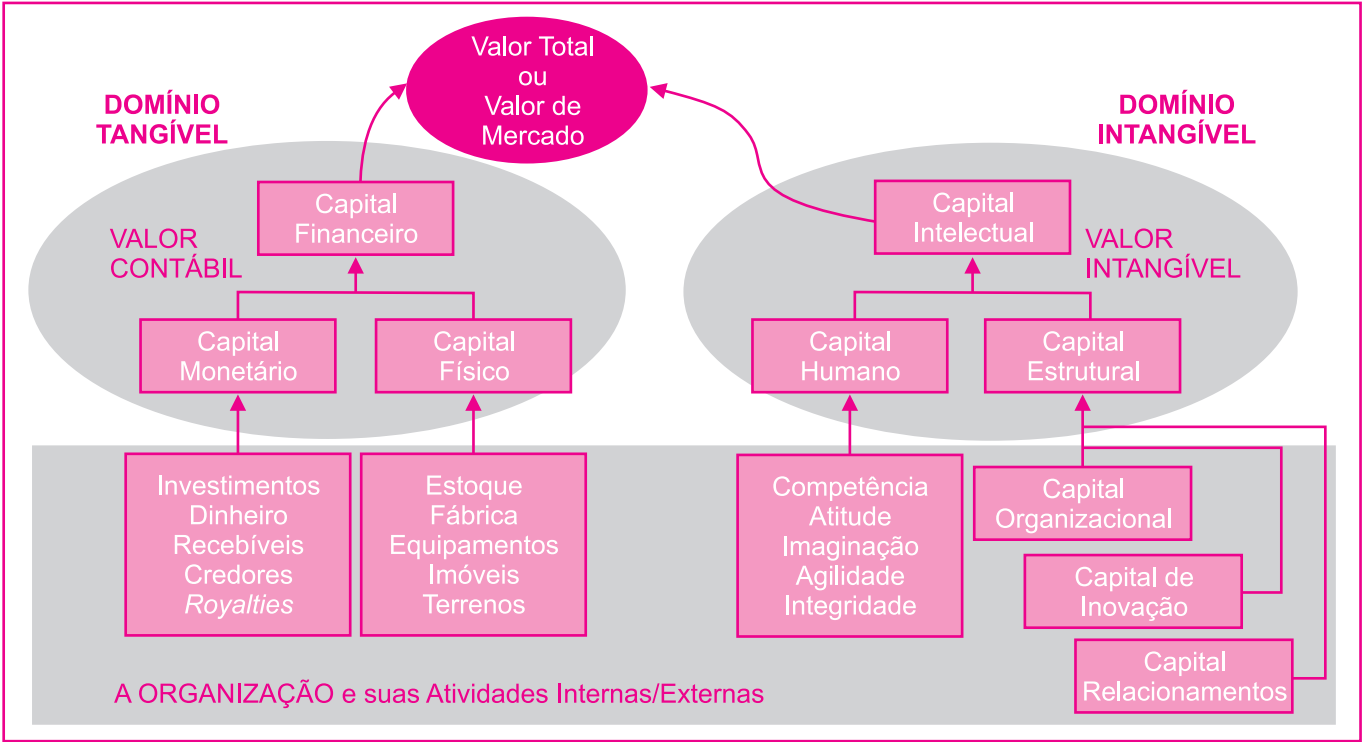 Valor Total
ou
Valor de
Mercado
DOMÍNIO
TANGÍVEL
DOMÍNIO
INTANGÍVEL
Capital
Financeiro
VALOR
CONTÁBIL
Capital
Monetário
Capital
Físico
Capital
Intelectual
VALOR
INTANGÍVEL
Capital
Humano
Capital
Estrutural
Investimentos
Dinheiro
Recebíveis
Credores
Royalties
Estoque
Fábrica
Equipamentos
Imóveis
Terrenos
Competência
Atitude
Imaginação
Agilidade
Integridade
Capital
Organizacional
Capital de
Inovação
Capital
Relacionamentos
A ORGANIZAÇÃO e suas Atividades Internas/Externas